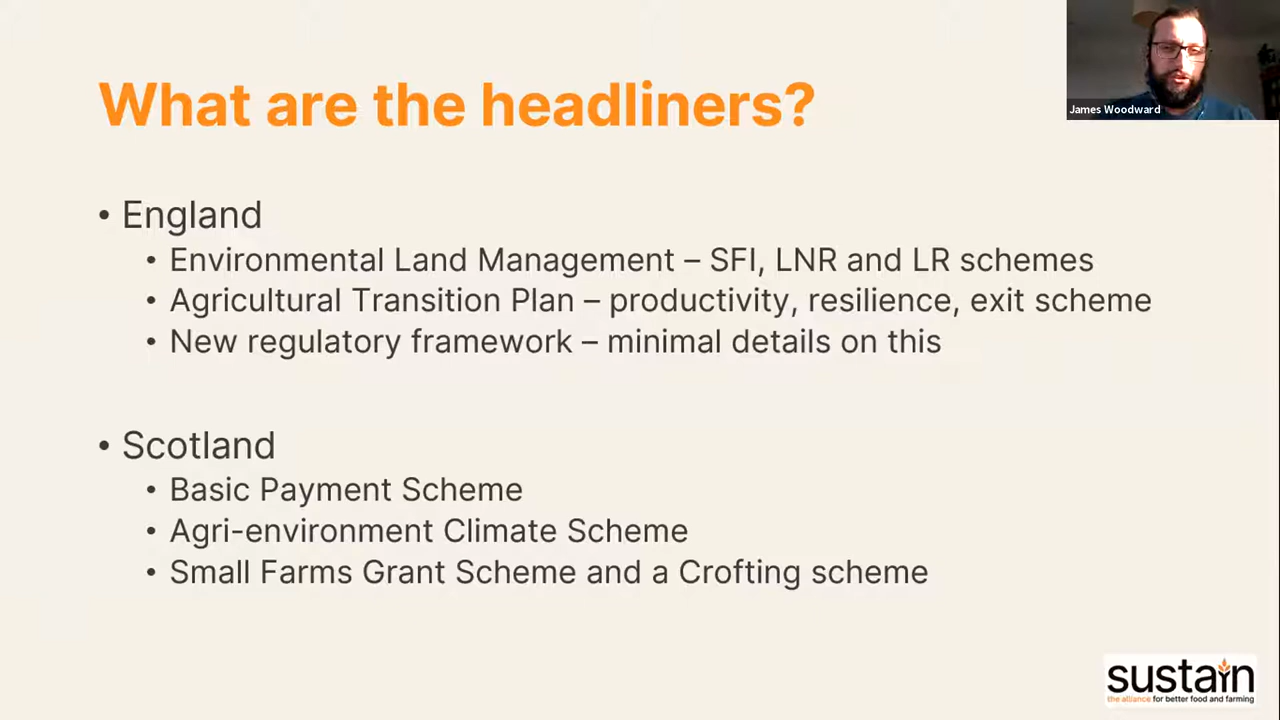 What are the headliners?
James Woodward
• England
• Environmental Land Management – SFI, LNR and LR schemes
• Agricultural Transition Plan – productivity, resilience, exit scheme
• New regulatory framework – minimal details on this
• Scotland
• Basic Payment Scheme
• Agri-environment Climate Scheme
• Small Farms Grant Scheme and a Crofting scheme
sustain
the alliance for better food and farming